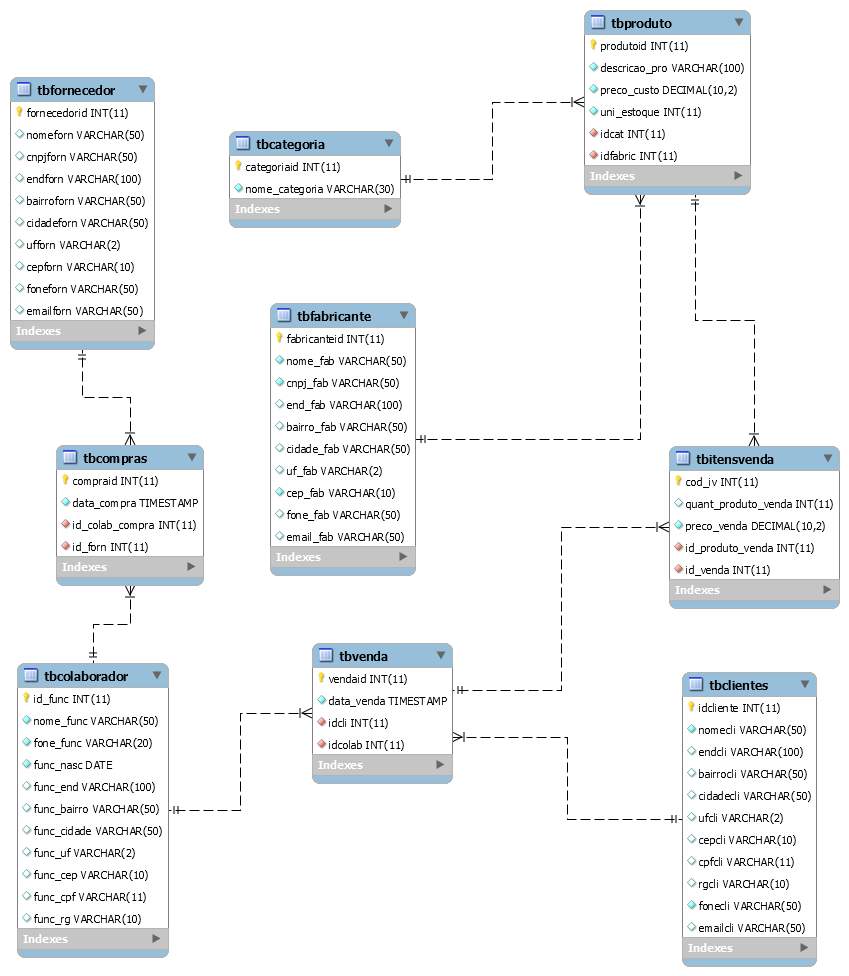 tbproduto
produtoid INT(11)
descricao_pro VARCHAR(100)
preco_custo DECIMAL(10,2)
uni_estoque INT(11)
idcat INT(11)
idfabric INT(11)
Indexes
tbfornecedor
fornecedorid INT(11)
nomeforn VARCHAR(50)
cnpjforn VARCHAR(50)
endforn VARCHAR(100)
bairroforn VARCHAR(50)
cidadeforn VARCHAR(50)
ufforn VARCHAR(2)
cepforn VARCHAR(10)
foneforn VARCHAR(50)
emailforn VARCHAR(50)
Indexes
tbcategoria
categoriaid INT(11)
nome_categoria VARCHAR(30)
Indexes
tbfabricante
fabricanteid INT(11)
nome_fab VARCHAR(50)
cnpj_fab VARCHAR(50)
end_fab VARCHAR(100)
bairro_fab VARCHAR(50)
cidade_fab VARCHAR(50)
uf_fab VARCHAR(2)
cep_fab VARCHAR(10)
fone_fab VARCHAR(50)
email_fab VARCHAR(50)
Indexes
tbcompras
compraid INT(11)
data_compra TIMESTAMP
id_colab_compra INT(11)
id_forn INT(11)
Indexes
tbitensvenda
cod_iv INT(11)
quant_produto_venda INT(11)
preco_venda DECIMAL(10,2)
id_produto_venda INT(11)
id_venda INT(11)
Indexes
tbcolaborador
id_func INT(11)
nome_func VARCHAR(50)
fone_func VARCHAR(20)
func_nasc DATE
func_end VARCHAR(100)
func_bairro VARCHAR(50)
func_cidade VARCHAR(50)
func_uf VARCHAR(2)
func_cep VARCHAR(10)
func_cpf VARCHAR(11)
func_rg VARCHAR(10)
Indexes
tbvenda
vendaid INT(11)
data_venda TIMESTAMP
idcli INT(11)
idcolab INT(11)
Indexes
tbclientes
idcliente INT(11)
nomecli VARCHAR(50)
endcli VARCHAR(100)
bairrocli VARCHAR(50)
cidadecli VARCHAR(50)
ufcli VARCHAR(2)
cepcli VARCHAR(10)
cpfcli VARCHAR(11)
rgcli VARCHAR(10)
fonecli VARCHAR(50)
emailcli VARCHAR(50)
Indexes